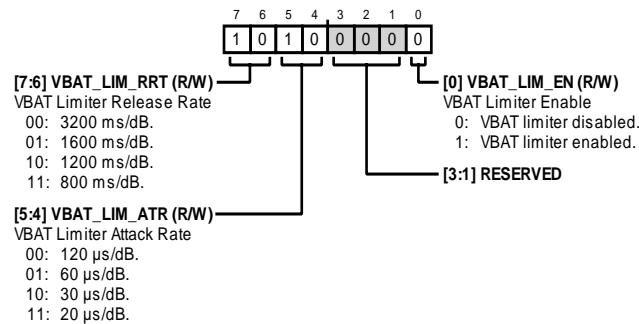 7 6 5 4 3 2 1 0
1 0 1 0 0 0 0 0
[7:6] VBAT_LIM_RRT (R/W)
VBAT Limiter Release Rate
00: 3200 ms/dB.
01: 1600 ms/dB.
10: 1200 ms/dB.
11: 800 ms/dB.
[5:4] VBAT_LIM_ATR (R/W)
VBAT Limiter Attack Rate
00: 120 µs/dB.
01: 60 µs/dB.
10: 30 µs/dB.
11: 20 µs/dB.
[0] VBAT_LIM_EN (R/W)
VBAT Limiter Enable
0: VBAT limiter disabled.
1: VBAT limiter enabled.
[3:1] RESERVED